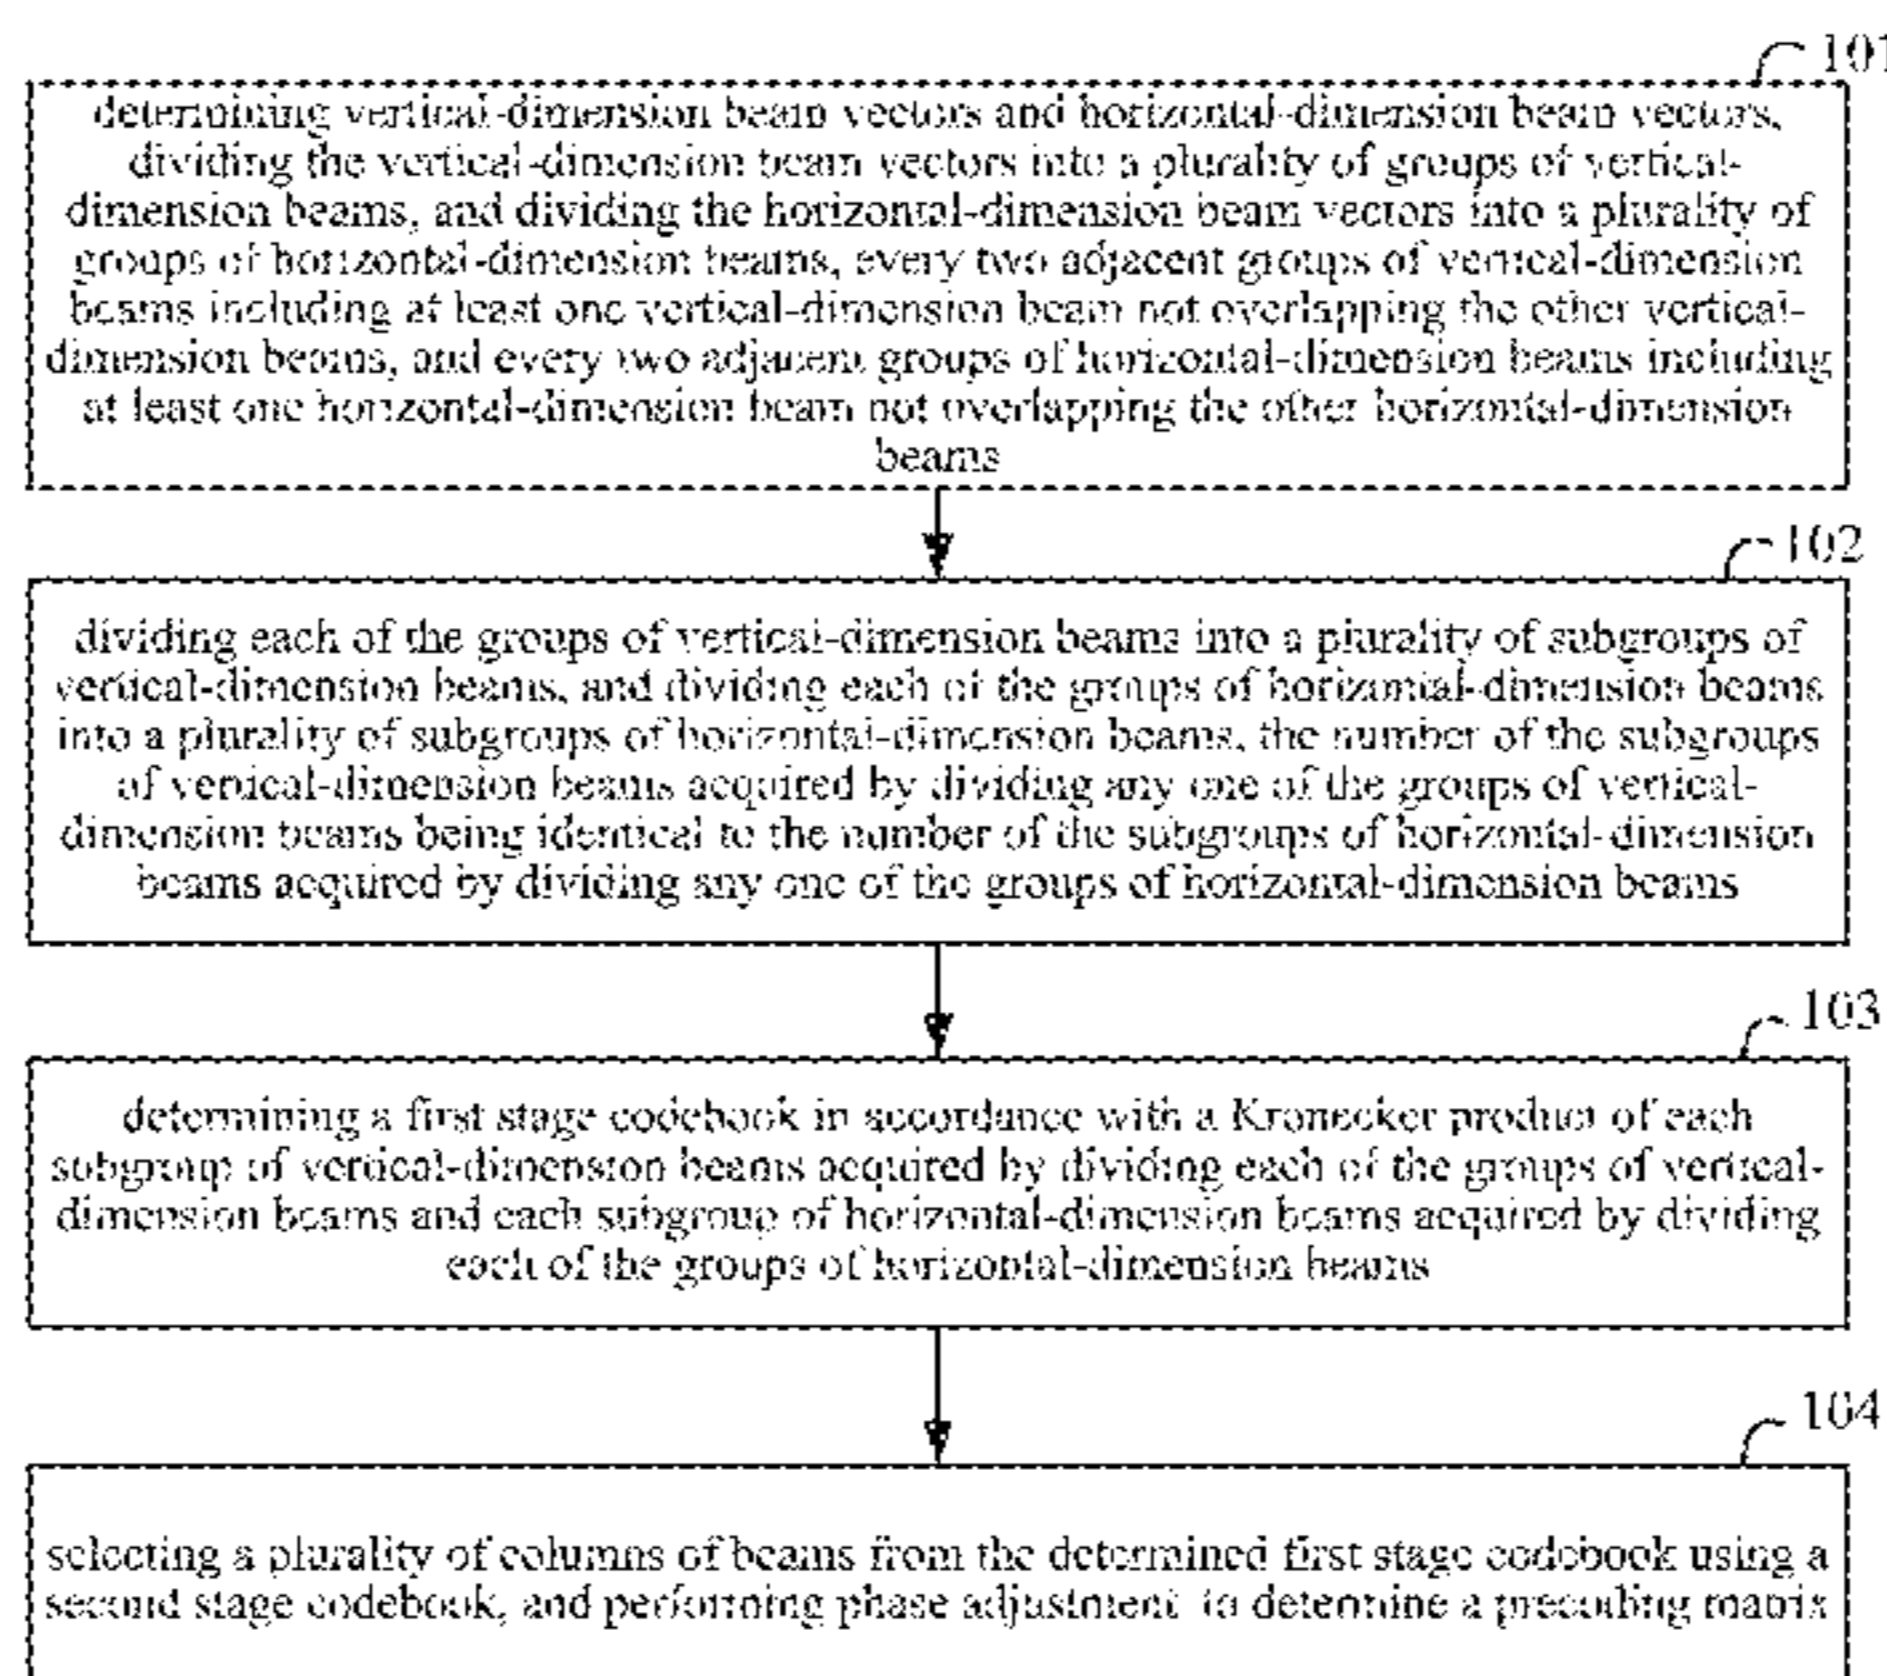 101
determining vertical-dimension beam vectors and horizontal-dimension beam vectors,
dividing the vertical-dimension beam vectors into a plurality of groups of vertical-
dimension beams, and dividing the horizontal-dimension beam vectors into a plurality of
groups of horizontal-dimension beams, every two adjacent groups of vertical-dimension
beams including at least one vertical-dimension beam not overlapping the other vertical-
dimension beams, and every two adjacent groups of horizontal-dimension beams including
at least one horizontal-dimension beam not overlapping the other horizontal-dimension
beams
102
dividing each of the groups of vertical-dimension beams into a plurality of subgroups of
vertical-dimension beams, and dividing each of the groups of horizontal-dimension beams
into a plurality of subgroups of horizontal-dimension beams, the number of the subgroups
of vertical-dimension beams acquired by dividing any one of the groups of vertical-
dimension beams being identical to the number of the subgroups of horizontal-dimension
beams acquired by dividing any one of the groups of horizontal-dimension beams
103
determining a first stage codebook in accordance with a Kronecker product of each
subgroup of vertical-dimension beams acquired by dividing each of the groups of vertical-
dimension beams and each subgroup of horizontal-dimension beams acquired by dividing
each of the groups of horizontal-dimension beams
104
selecting a plurality of columns of beams from the determined first stage codebook using a
second stage codebook, and performing phase adjustment to determine a precoding matrix